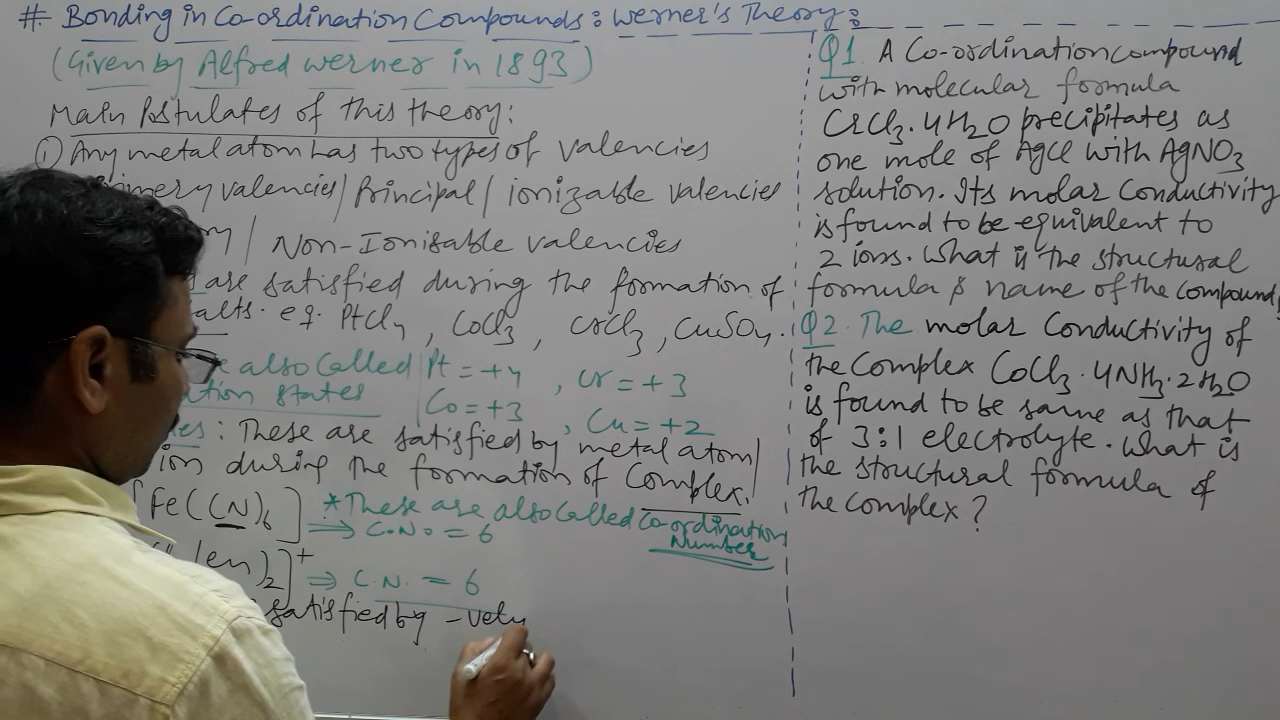 # Bonding in Co-ordination Compounds: Werner's Theory:
(Given by Alfred Werner in 1893)
Main Postulates of this theory:
① Any metal atom has two types of valencies
valencies/Principal/ionizable valencies
/ Non-Ionisable valencies
are satisfied during the formation of
salts. eg. PtCl4, CoCl3, CrCl3, CuSO4.
also called Pt = +4, Cr = +3
states Co = +3, Cu = +2
: These are satisfied by metal atom/
ion during the formation of Complex.
[Fe(CN)6] *These are also called Co-ordination Number
⇒ C.N. = 6
(en)2]+ ⇒ C.N. = 6
satisfied by -vely
Q1. A Co-ordination compound
with molecular formula
CrCl3.4H2O precipitates as
one mole of AgCl with AgNO3
solution. Its molar Conductivity
is found to be equivalent to
2 ions. What is the structural
formula & name of the compound
Q2. The molar Conductivity of
the Complex CoCl3.4NH3.2H2O
is found to be same as that
of 3:1 electrolyte. What is
the structural formula of
the complex?